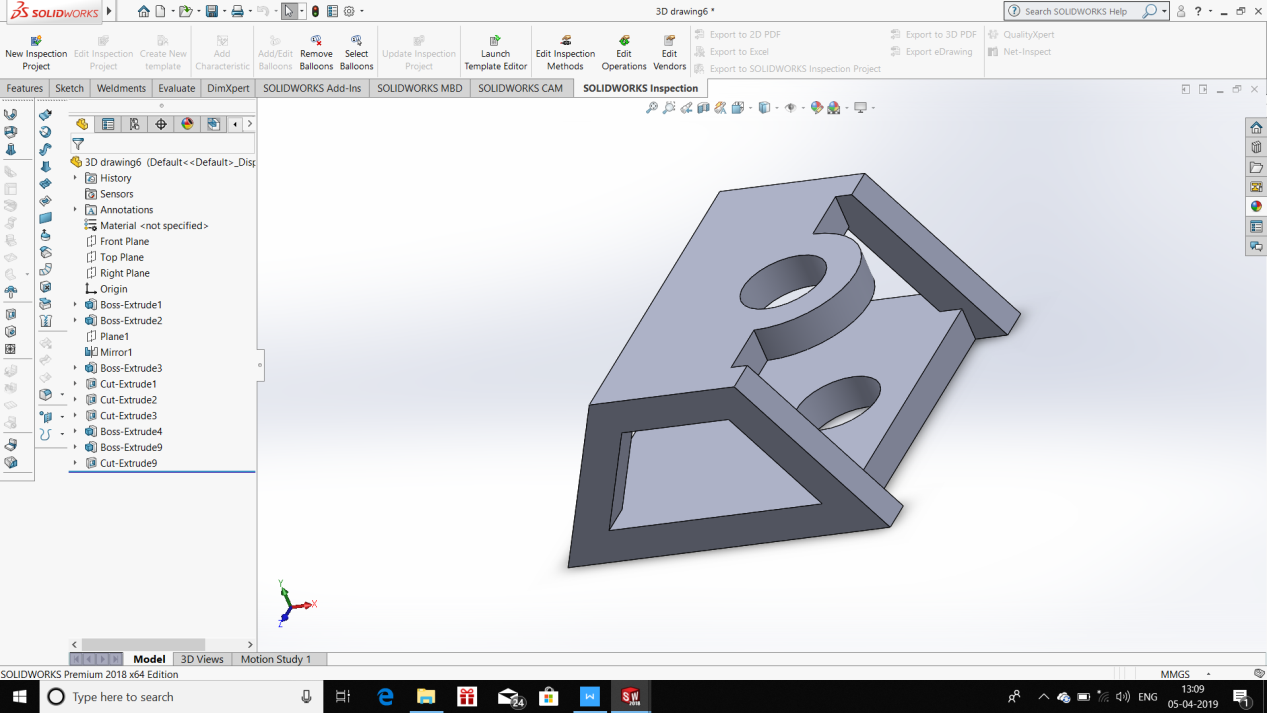 SOLIDWORKS
3D drawing6 *
Search SOLIDWORKS Help
New Inspection Project
Edit Inspection Project
Create New template
Add Characteristic
Add/Edit Balloons
Remove Balloons
Select Balloons
Update Inspection Project
Launch Template Editor
Edit Inspection Methods
Edit Operations
Edit Vendors
Export to 2D PDF
Export to Excel
Export to SOLIDWORKS Inspection Project
Export to 3D PDF
Export eDrawing
QualityXpert
Net-Inspect
Features
Sketch
Weldments
Evaluate
DimXpert
SOLIDWORKS Add-Ins
SOLIDWORKS MBD
SOLIDWORKS CAM
SOLIDWORKS Inspection
3D drawing6 (Default<<Default>_Disp
History
Sensors
Annotations
Material <not specified>
Front Plane
Top Plane
Right Plane
Origin
Boss-Extrude1
Boss-Extrude2
Plane1
Mirror1
Boss-Extrude3
Cut-Extrude1
Cut-Extrude2
Cut-Extrude3
Boss-Extrude4
Boss-Extrude9
Cut-Extrude9
Y
X
Z
Model
3D Views
Motion Study 1
SOLIDWORKS Premium 2018 x64 Edition
MMGS
Type here to search
24
SW
2018
ENG
13:09
05-04-2019
1